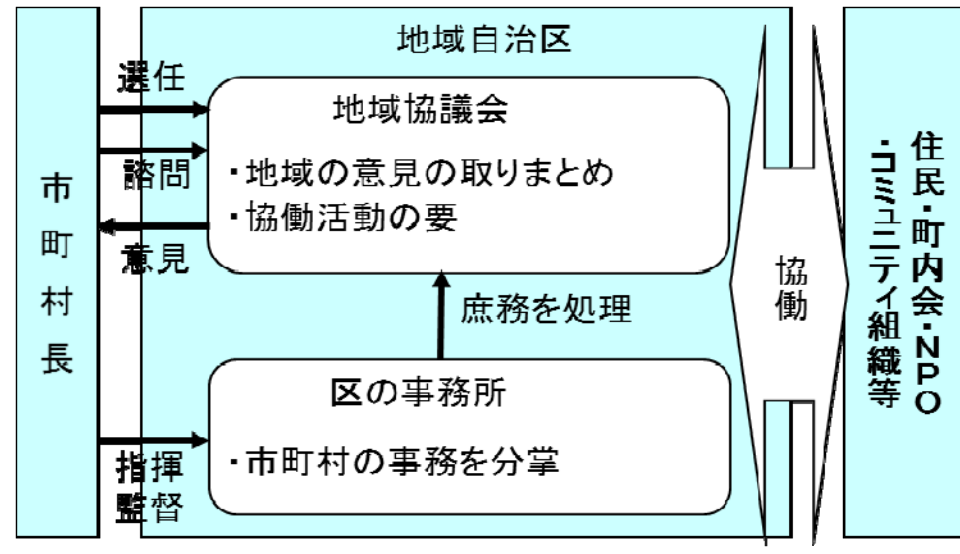 地域自治区
市町村長
選任
諮問
意見
地域協議会
・地域の意見の取りまとめ
・協働活動の要
庶務を処理
区の事務所
・市町村の事務を分掌
指揮
監督
協働
住民・町内会・NPO
・コミュニティ組織等